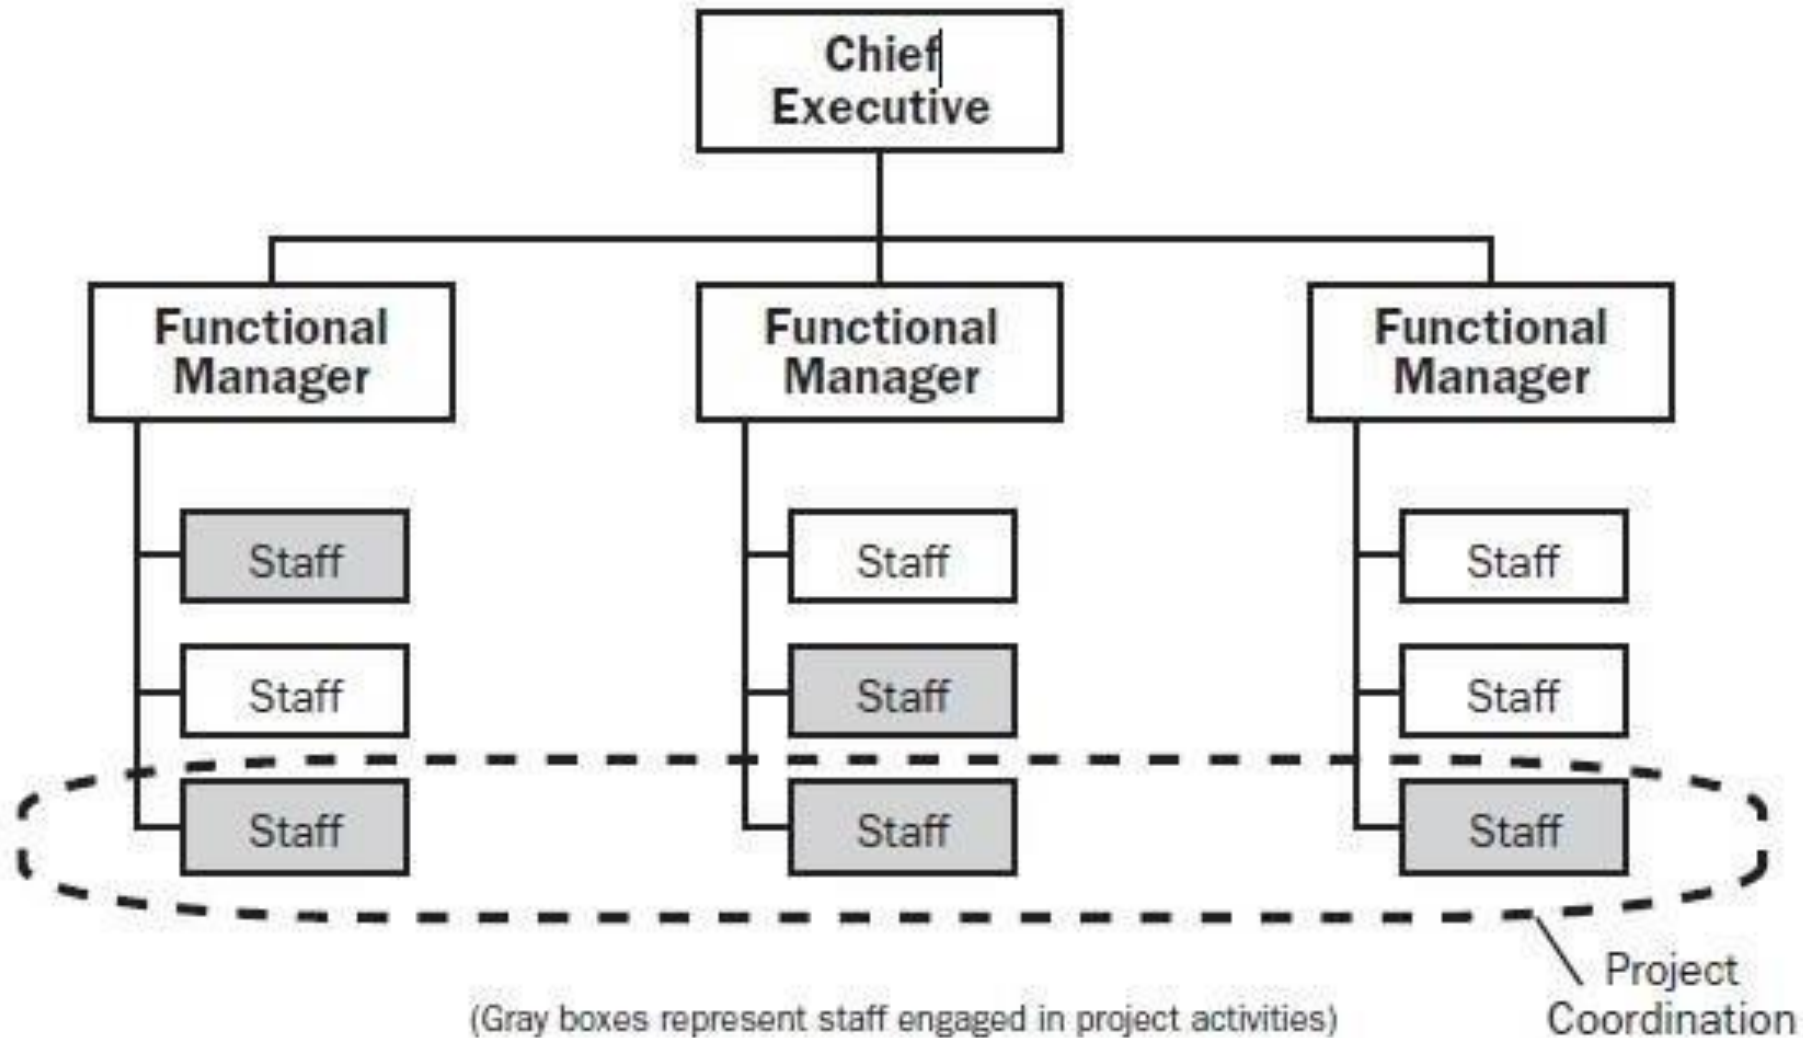 Chief
Executive
Functional
Manager
Functional
Manager
Functional
Manager
Staff
Staff
Staff
Staff
Staff
Staff
Staff
Staff
Staff
Project
Coordination
(Gray boxes represent staff engaged in project activities)